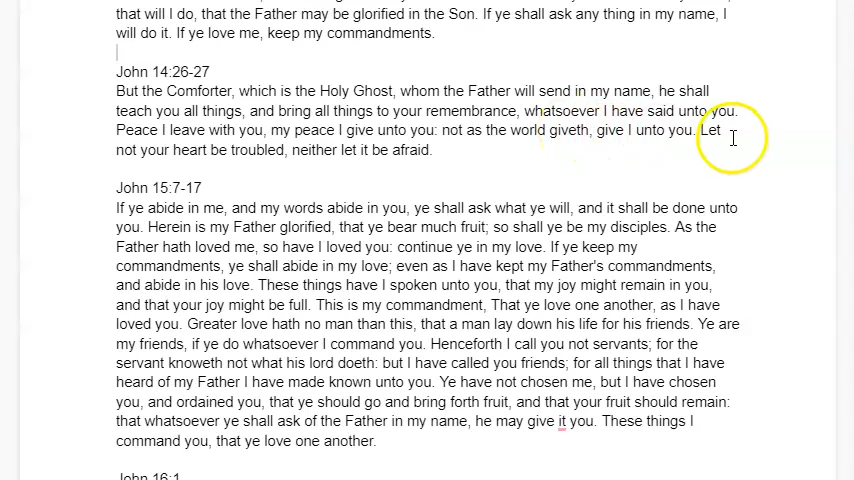 that will I do, that the Father may be glorified in the Son. If ye shall ask any thing in my name, I
will do it. If ye love me, keep my commandments.
John 14:26-27
But the Comforter, which is the Holy Ghost, whom the Father will send in my name, he shall
teach you all things, and bring all things to your remembrance, whatsoever I have said unto you.
Peace I leave with you, my peace I give unto you: not as the world giveth, give I unto you. Let
not your heart be troubled, neither let it be afraid.
John 15:7-17
If ye abide in me, and my words abide in you, ye shall ask what ye will, and it shall be done unto
you. Herein is my Father glorified, that ye bear much fruit; so shall ye be my disciples. As the
Father hath loved me, so have I loved you: continue ye in my love. If ye keep my
commandments, ye shall abide in my love; even as I have kept my Father's commandments,
and abide in his love. These things have I spoken unto you, that my joy might remain in you,
and that your joy might be full. This is my commandment, That ye love one another, as I have
loved you. Greater love hath no man than this, that a man lay down his life for his friends. Ye are
my friends, if ye do whatsoever I command you. Henceforth I call you not servants; for the
servant knoweth not what his lord doeth: but I have called you friends; for all things that I have
heard of my Father I have made known unto you. Ye have not chosen me, but I have chosen
you, and ordained you, that ye should go and bring forth fruit, and that your fruit should remain:
that whatsoever ye shall ask of the Father in my name, he may give it you. These things I
command you, that ye love one another.
John 16:1